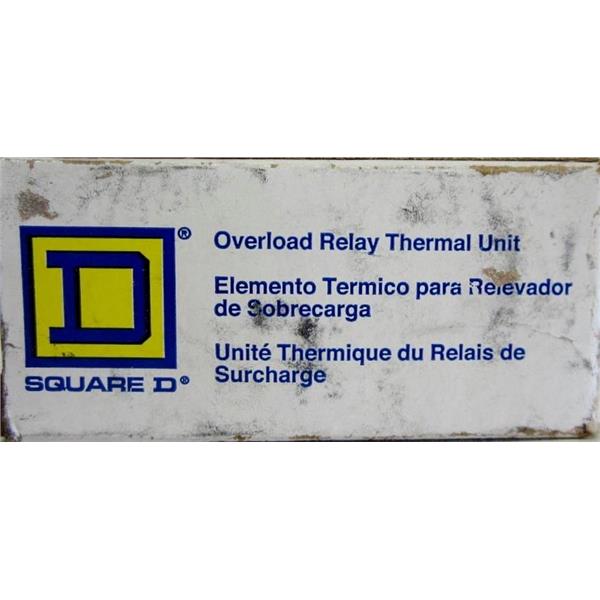 D®
SQUARE D®
Overload Relay Thermal Unit
Elemento Termico para Relevador
de Sobrecarga
Unité Thermique du Relais de
Surcharge